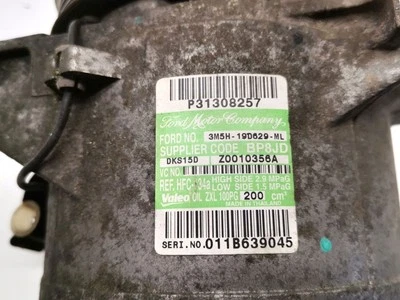 P31308257
Ford Motor Company
FORD NO. 3M5H-19D629-ML
SUPPLIER CODE BP8JD
DKS15D Z0010356A
VC NO.
REF. HFC-134a HIGH SIDE 2.9 MPaG
LOW SIDE 1.5 MPaG
Valeo OIL ZXL 100PG 200 cm³
MADE IN THAILAND
SERI.NO. 011B639045